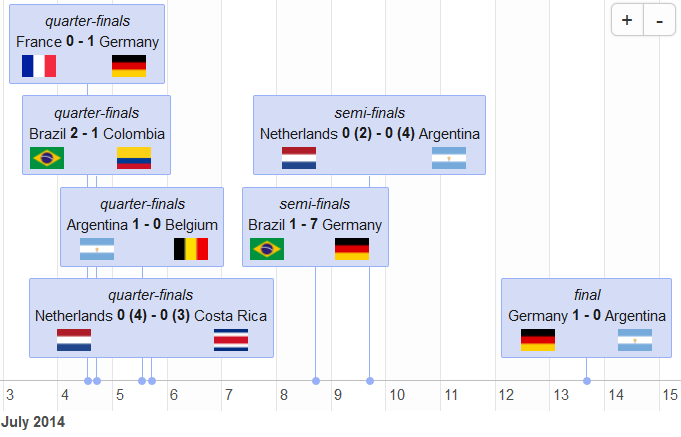 quarter-finals
France 0 - 1 Germany
quarter-finals
Brazil 2 - 1 Colombia
semi-finals
Netherlands 0 (2) - 0 (4) Argentina
quarter-finals
Argentina 1 - 0 Belgium
semi-finals
Brazil 1 - 7 Germany
quarter-finals
Netherlands 0 (4) - 0 (3) Costa Rica
final
Germany 1 - 0 Argentina
+ -
3 4 5 6 7 8 9 10 11 12 13 14 15
July 2014